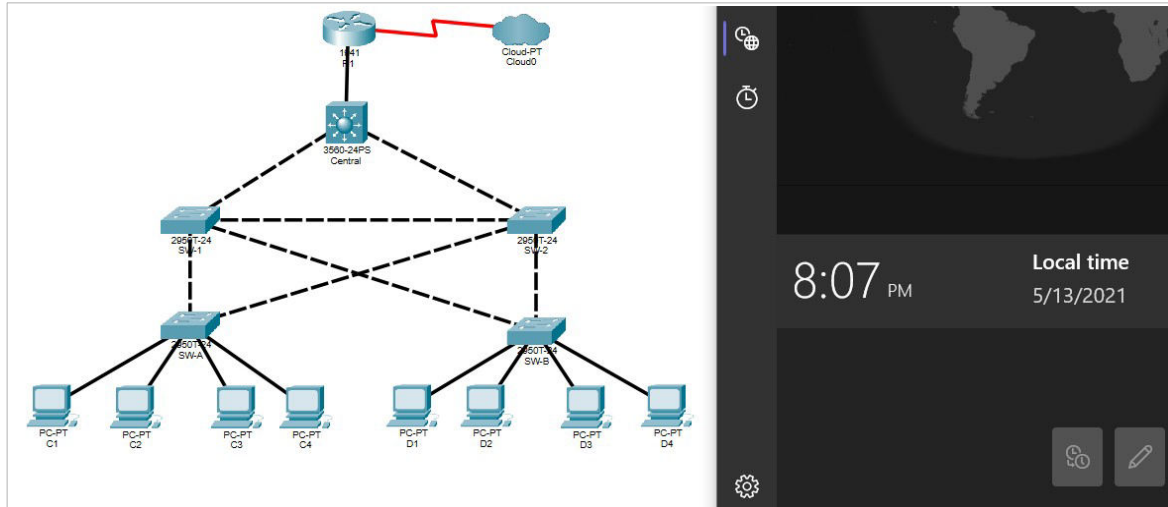 1841
R1
Cloud-PT
Cloud0
3560-24PS
Central
2950T-24
SW-1
2950T-24
SW-2
2950T-24
SW-A
2950T-24
SW-B
PC-PT
C1
PC-PT
C2
PC-PT
C3
PC-PT
C4
PC-PT
D1
PC-PT
D2
PC-PT
D3
PC-PT
D4
8:07 PM
Local time
5/13/2021